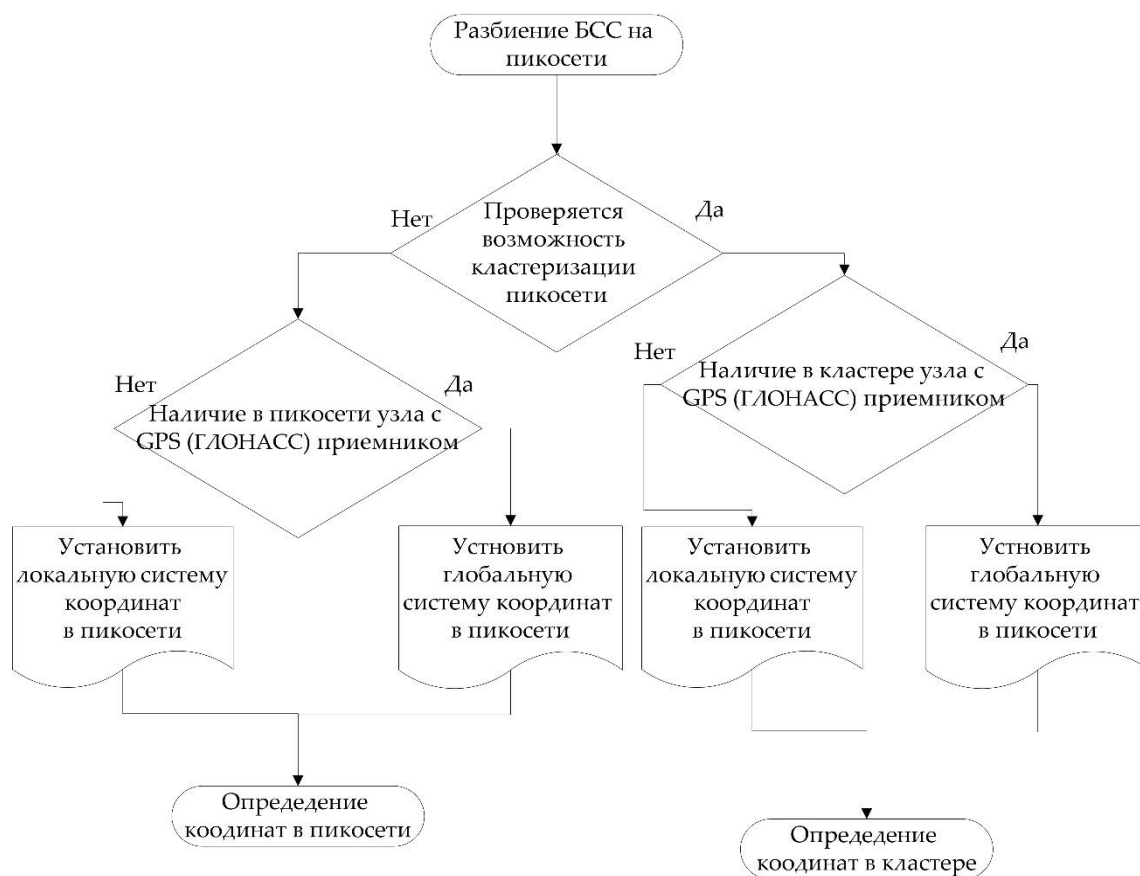 Разбиение БСС на
пикосети
Нет
Да
Проверяется
возможность
кластеризации
пикосети
Нет
Да
Наличие в пикосети узла с
GPS (ГЛОНАСС) приемником
Нет
Да
Наличие в кластере узла с
GPS (ГЛОНАСС) приемником
Установить
локальную систему
координат
в пикосети
Устновить
глобальную
систему координат
в пикосети
Установить
локальную систему
координат
в пикосети
Устновить
глобальную
систему координат
в пикосети
Опредедение
коодинат в пикосети
Опредедение
коодинат в кластере